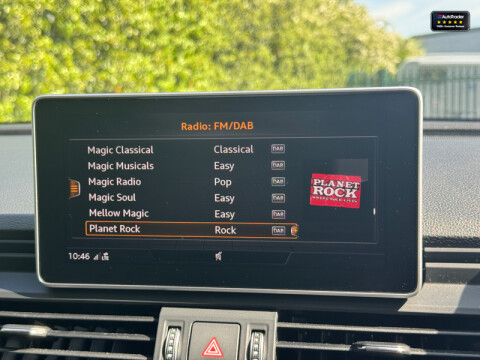 AutoTrader
Radio: FM/DAB
Magic Classical Classical DAB
Magic Musicals Easy DAB
Magic Radio Pop DAB
Magic Soul Easy DAB
Mellow Magic Easy DAB
Planet Rock Rock DAB
PLANET
ROCK
10:46